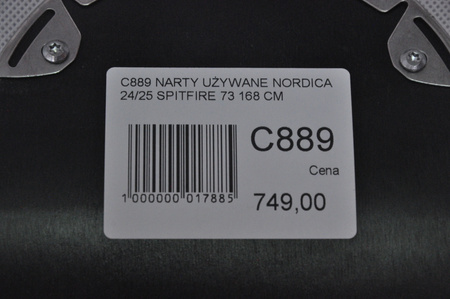 C889 NARTY UŻYWANE NORDICA
24/25 SPITFIRE 73 168 CM
C889
Cena
1 000000 017885
749,00